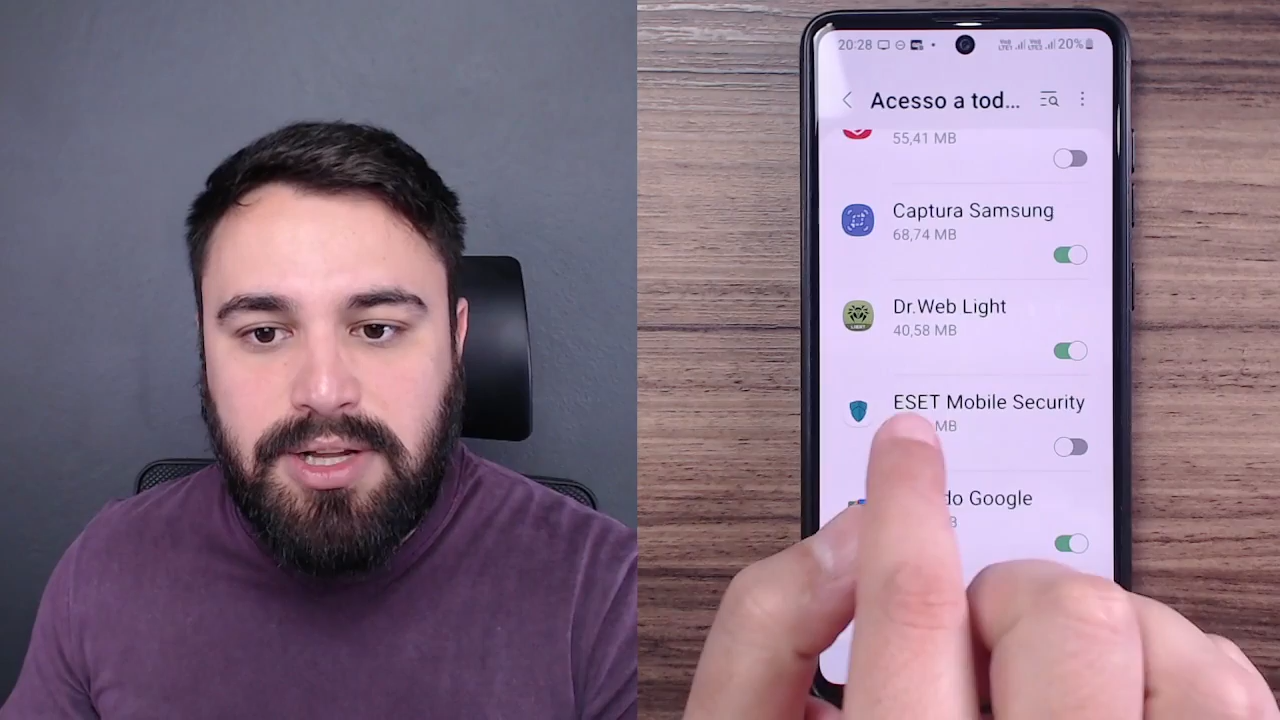 20:28
20%
Acesso a tod...
55,41 MB
Captura Samsung
68,74 MB
Dr.Web Light
LIGHT
40,58 MB
ESET Mobile Security
MB
do Google